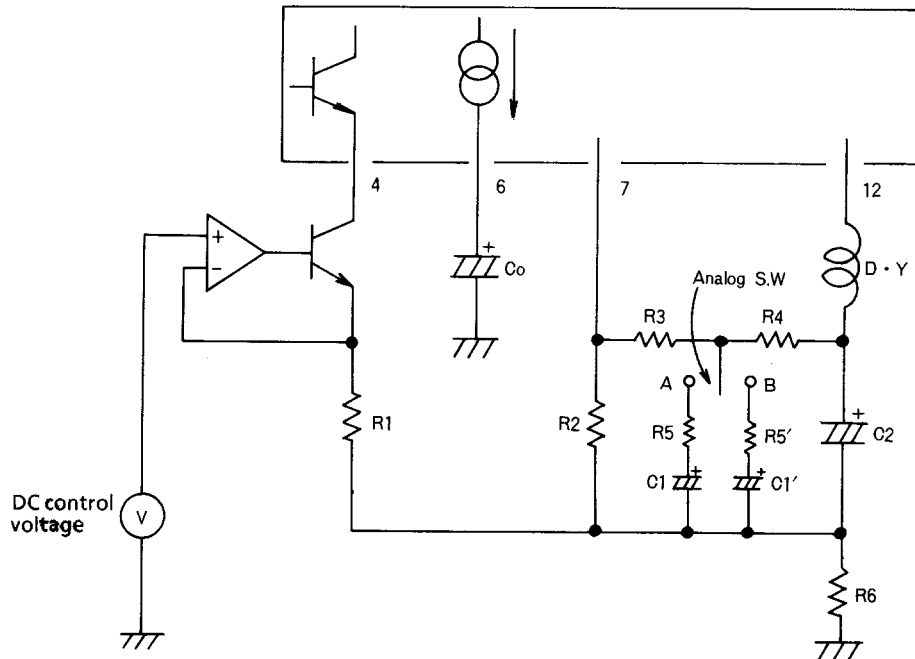 4
6
7
12
+
-
+
Co
Analog S.W
D・Y
R3
R4
A
B
+
R1
R2
R5
R5′
C2
C1
+
+
C1′
DC control
voltage
V
R6